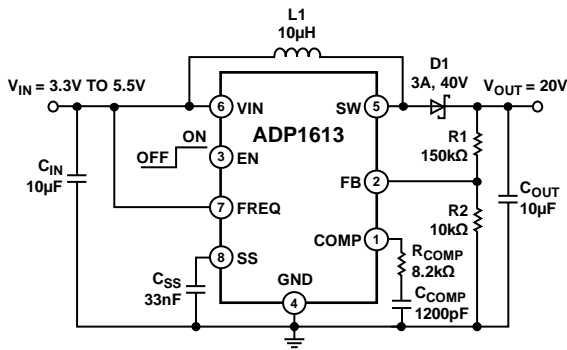 L1
10µH
VIN = 3.3V TO 5.5V
D1
3A, 40V
VOUT = 20V
6
VIN
SW
5
ADP1613
ON
OFF
3
EN
R1
150kΩ
CIN
10µF
FB
2
COUT
10µF
7
FREQ
R2
10kΩ
COMP
1
8
SS
RCOMP
8.2kΩ
CSS
33nF
GND
4
CCOMP
1200pF